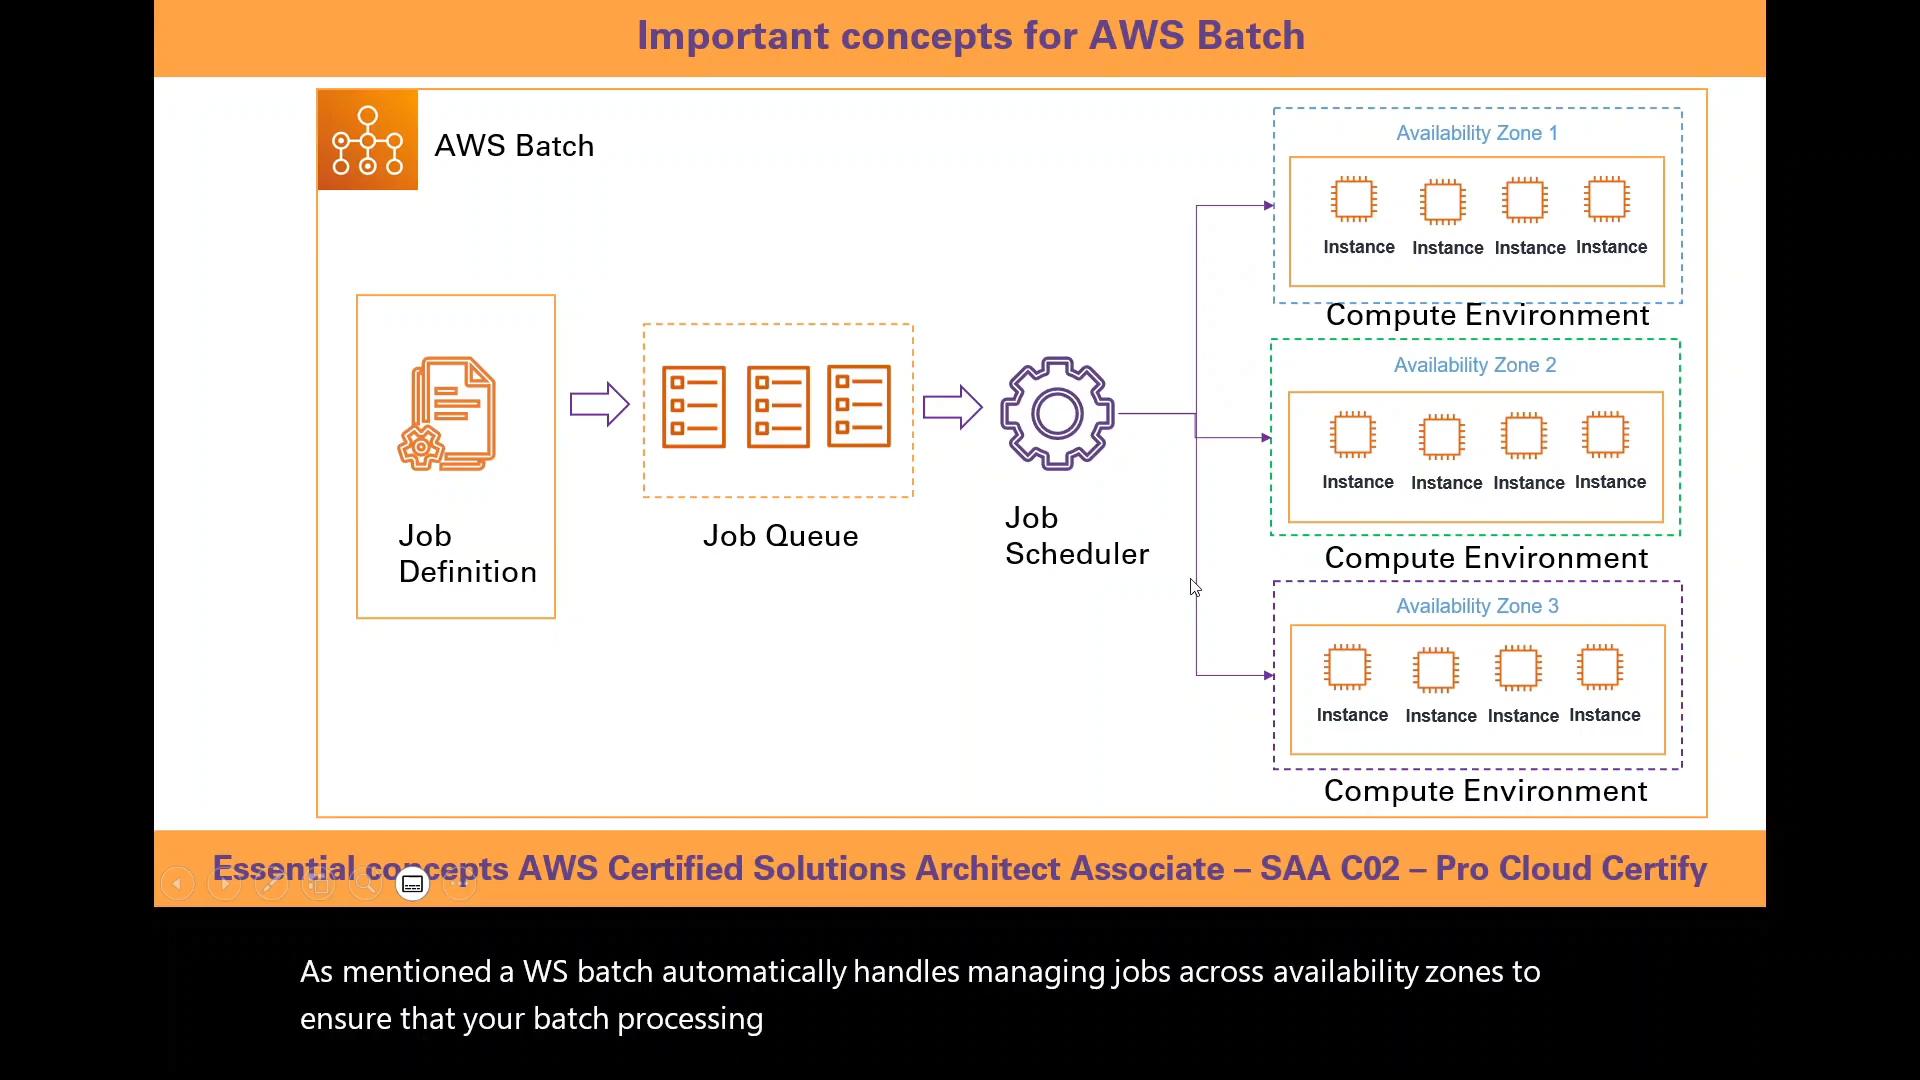 Important concepts for AWS Batch
AWS Batch
Job
Definition
Job Queue
Job
Scheduler
Availability Zone 1
Instance Instance Instance Instance
Compute Environment
Availability Zone 2
Instance Instance Instance Instance
Compute Environment
Availability Zone 3
Instance Instance Instance Instance
Compute Environment
Essential concepts AWS Certified Solutions Architect Associate – SAA C02 – Pro Cloud Certify
As mentioned a WS batch automatically handles managing jobs across availability zones to
ensure that your batch processing